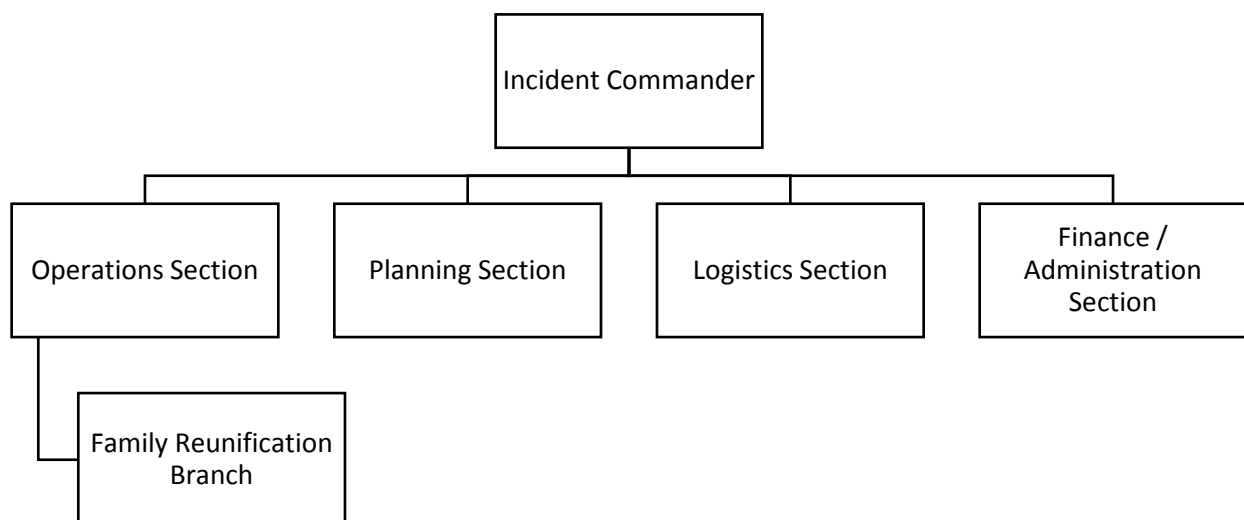 Incident Commander
Operations Section
Planning Section
Logistics Section
Finance /
Administration
Section
Family Reunification
Branch